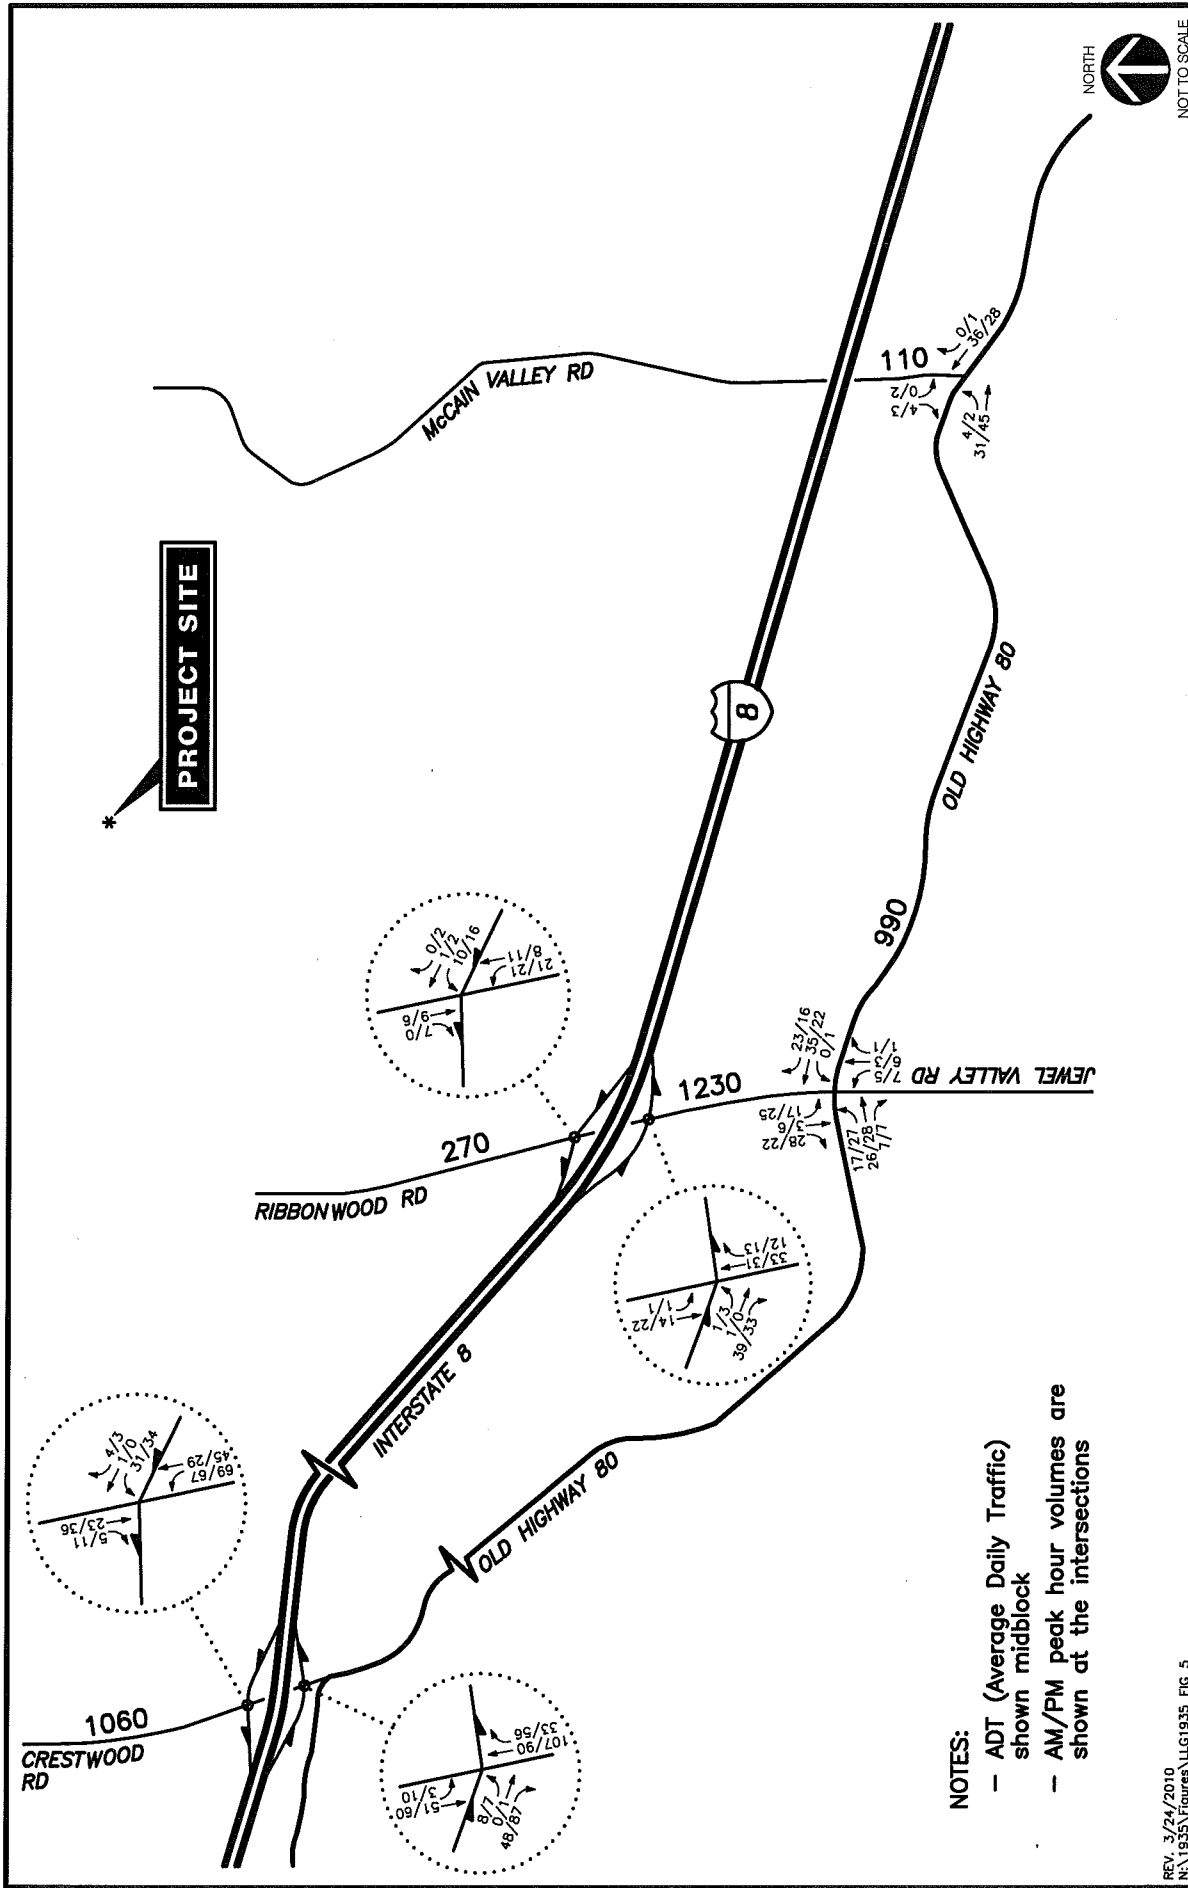 NORTH
NOT TO SCALE
PROJECT SITE
*
McCAIN VALLEY RD
110
0/1
36/28
4/3
0/2
4/2
31/45
8
OLD HIGHWAY 80
990
0/2
1/2
10/16
7/0
9/6
8/11
21/21
RIBBONWOOD RD
270
1230
23/16
35/22
0/1
28/22
3/6
17/25
17/27
26/28
7/7
7/5
6/3
1/1
JEWEL VALLEY RD
14/22
1/1
1/3
1/0
39/33
33/31
12/13
INTERSTATE 8
OLD HIGHWAY 80
4/3
1/0
31/34
5/11
23/36
45/29
69/67
1060
CRESTWOOD
RD
51/60
3/10
8/7
0/1
48/87
107/90
33/56
NOTES:
– ADT (Average Daily Traffic)
shown midblock
– AM/PM peak hour volumes are
shown at the intersections
REV. 3/24/2010
N:\1935\Figures\LLG1935 FIG 5